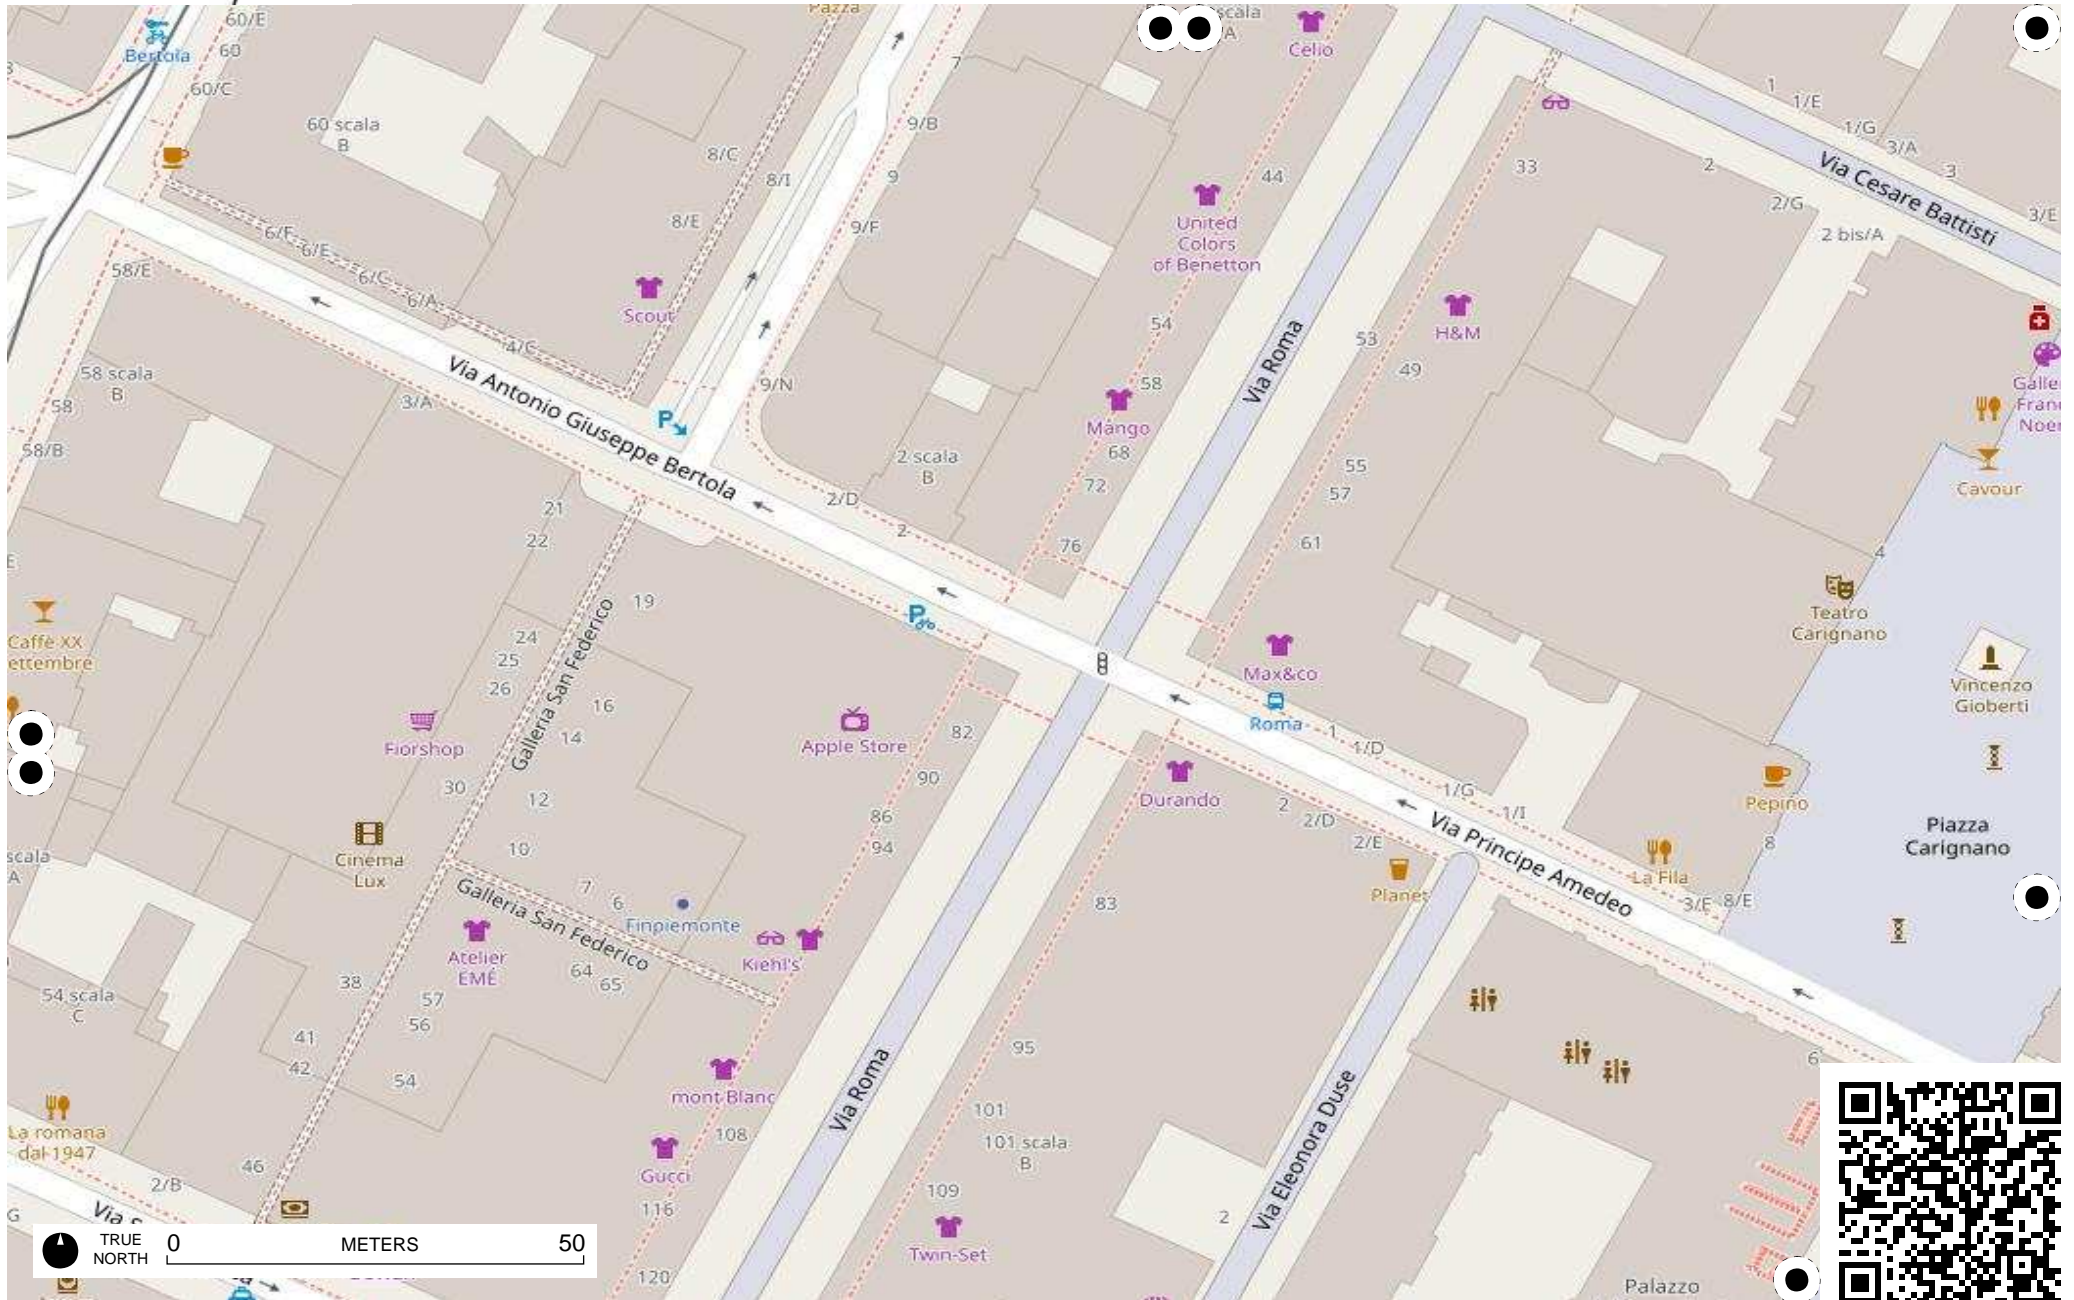 60/E
Pazza
Celio
Bertola
60
60/C
60 scala
B
7
9/B
8/C
8/I
9
44
33
2
1
1/E
1/G
3/A
3
Via Cesare Battisti
2/G
3/E
2 bis/A
8/E
9/F
United
Colors
of Benetton
6/F
6/E
6/C
6/A
58/E
Scout
4/C
54
Via Roma
53
H&M
49
58 scala
B
58
3/A
9/N
58
Mango
68
Via Antonio Giuseppe Bertola
58/B
2 scala
B
72
55
57
Cavour
21
22
2/D
2
76
61
4
19
Galleria San Federico
Caffè XX
ettembre
24
25
26
16
14
Fiorshop
Apple Store
82
90
Max&co
Roma
Teatro
Carignano
Vincenzo
Gioberti
1
1/D
1/G
1/I
Durando
2
2/D
2/E
Via Principe Amedeo
Pepino
Piazza
Carignano
8
30
12
10
86
94
Cinema
Lux
scala
A
Galleria San Federico
7
6
Finpiemonte
Kiehl's
83
Planet
La Fila
3/E
8/E
Atelier
EMÉ
64
65
54 scala
C
38
57
56
41
42
54
95
mont Blanc
108
Via Roma
101
101 scala
B
Via Eleonora Duse
6
La romana
dal 1947
46
2/B
Gucci
116
109
Twin-Set
2
120
Palazzo
G
Via S
TRUE
NORTH
0
METERS
50